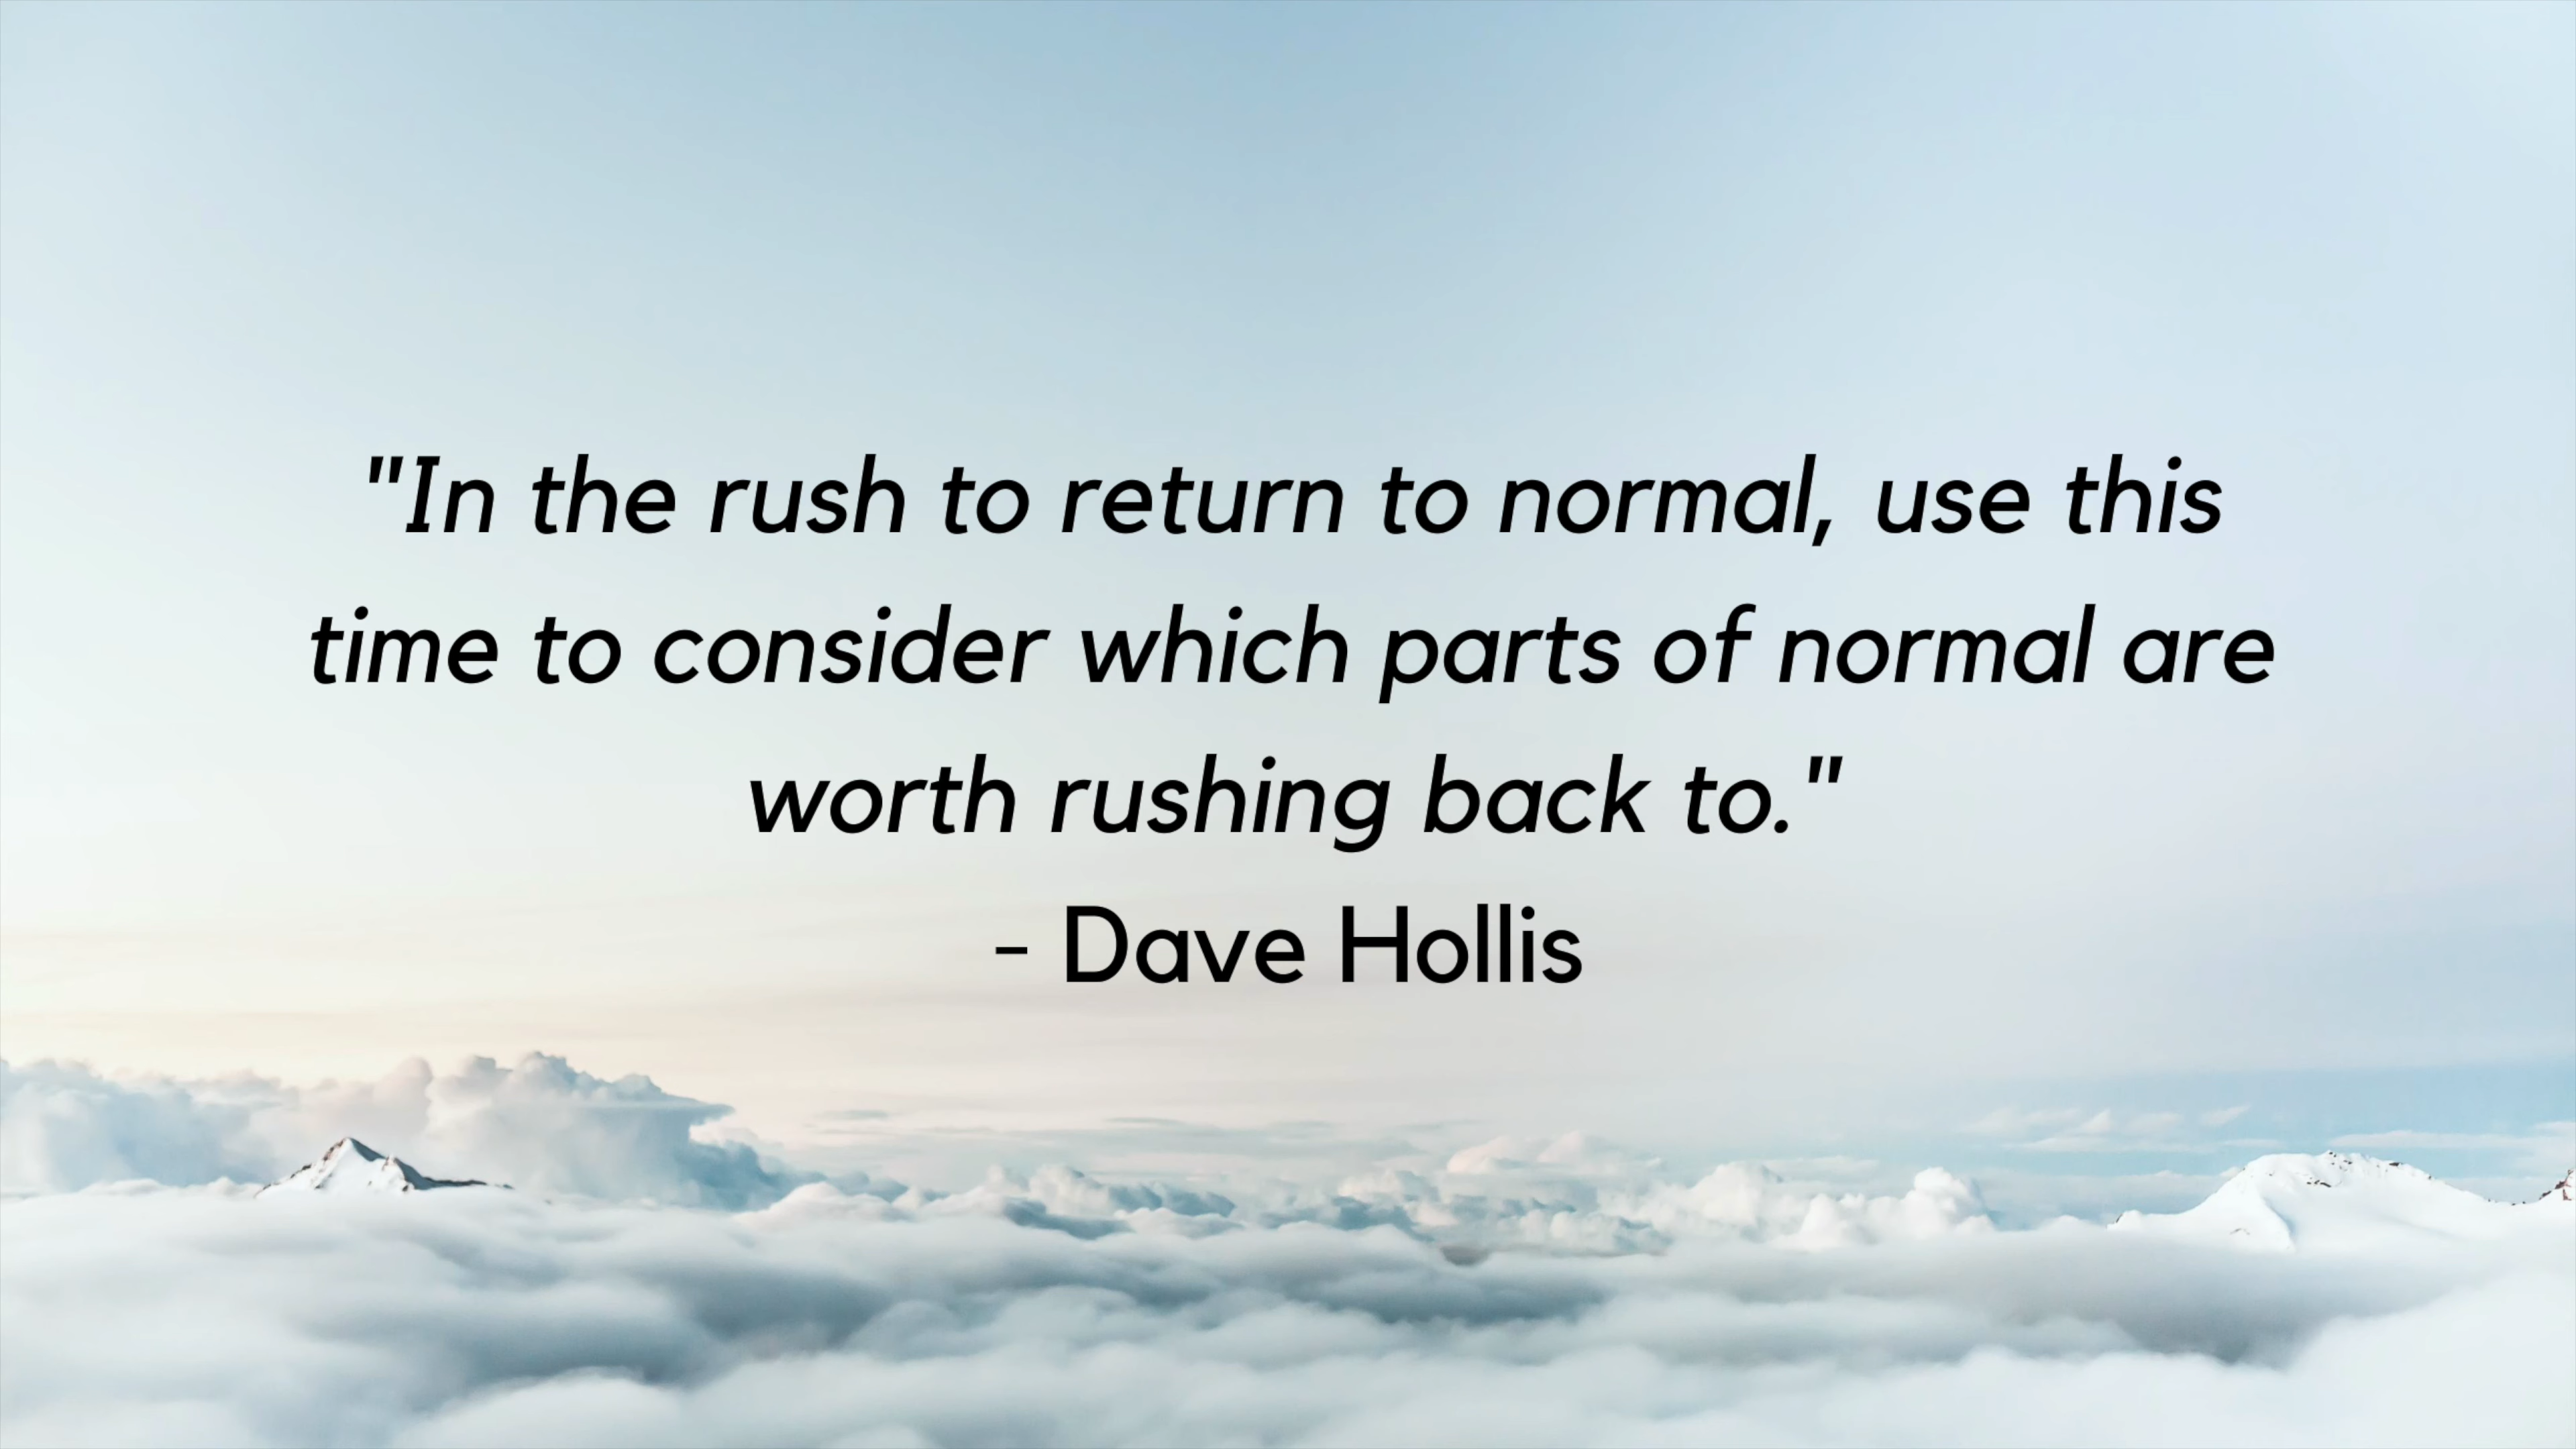 "In the rush to return to normal, use this
time to consider which parts of normal are
worth rushing back to."
- Dave Hollis